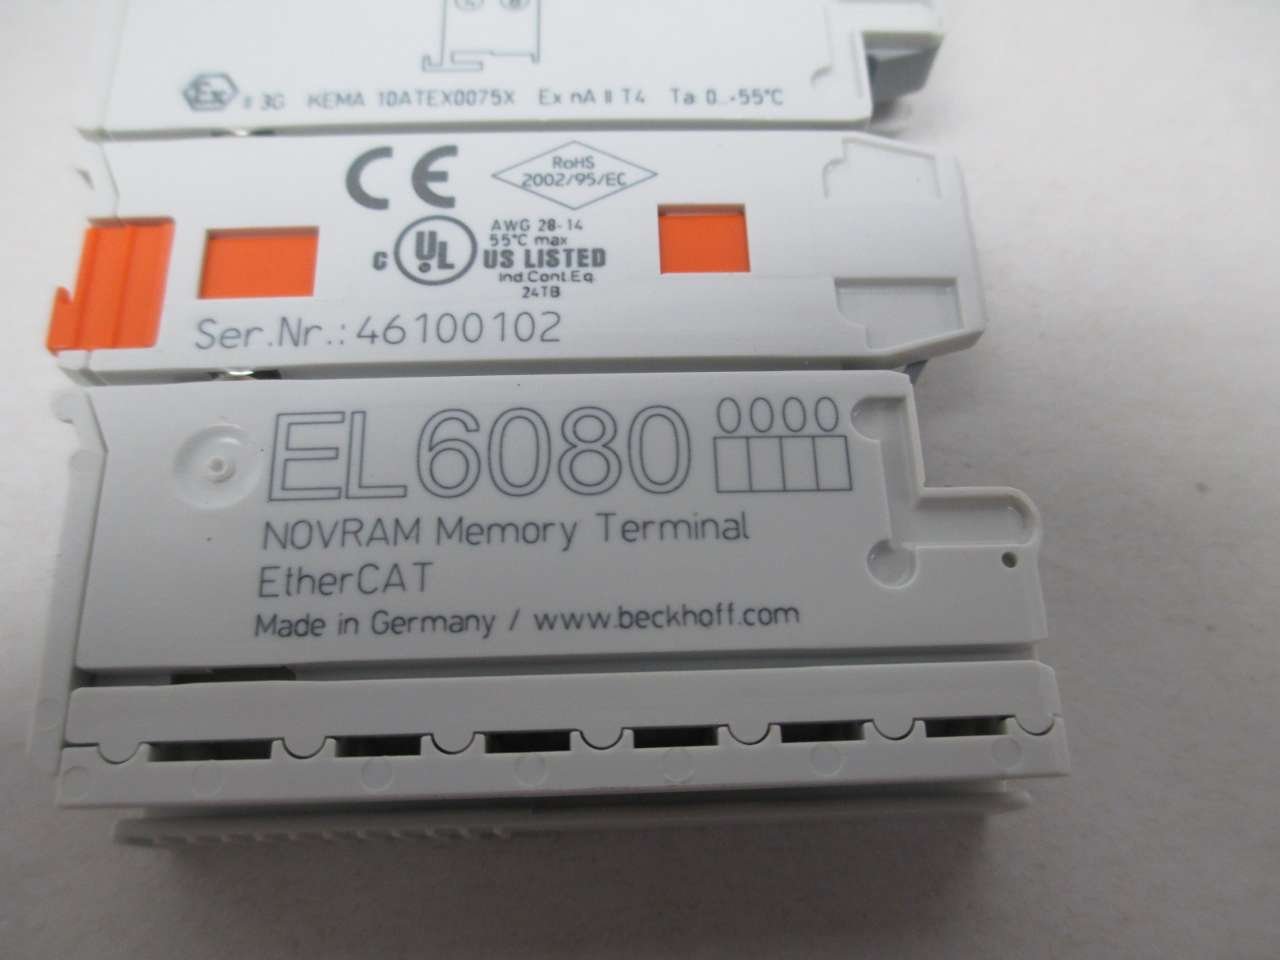 Ex II 3G KEMA 10ATEX0075X Ex nA II T4 Ta 0...+55°C
CE
RoHS
2002/95/EC
C UL US LISTED
AWG 28-14
55°C max
Ind.Cont.Eq.
24TB
Ser.Nr.: 46100102
EL6080
NOVRAM Memory Terminal
EtherCAT
Made in Germany / www.beckhoff.com